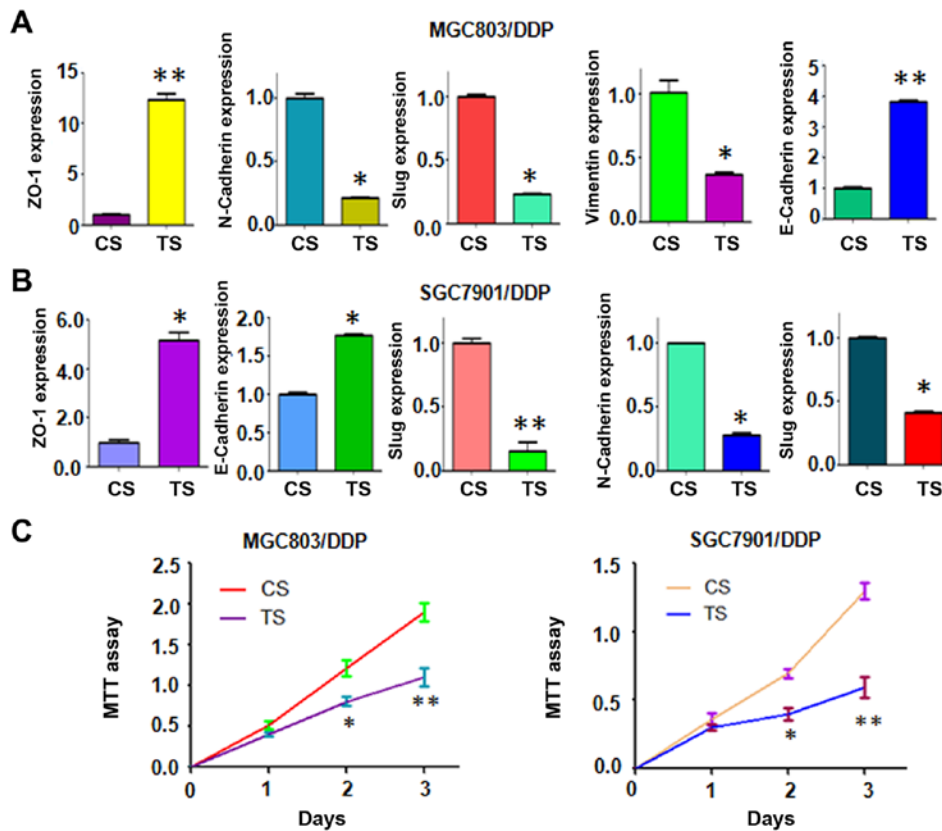 A
MGC803/DDP
ZO-1 expression
15
10
5
0
CS
TS
**
N-Cadherin expression
1.0
0.5
0.0
CS
TS
*
Slug expression
1.0
0.5
0.0
CS
TS
*
Vimentin expression
1.0
0.5
0.0
CS
TS
*
E-Cadherin expression
5
4
3
2
1
0
CS
TS
**
B
SGC7901/DDP
ZO-1 expression
6.0
4.0
2.0
0.0
CS
TS
*
E-Cadherin expression
2.0
1.5
1.0
0.5
0.0
CS
TS
*
Slug expression
1.0
0.5
0.0
CS
TS
**
N-Cadherin expression
1.0
0.5
0.0
CS
TS
*
Slug expression
1.0
0.5
0.0
CS
TS
*
C
MGC803/DDP
MTT assay
2.5
2.0
1.5
1.0
0.5
0.0
CS
TS
*
**
0 1 2 3
Days
SGC7901/DDP
MTT assay
1.5
1.0
0.5
0.0
CS
TS
*
**
0 1 2 3
Days